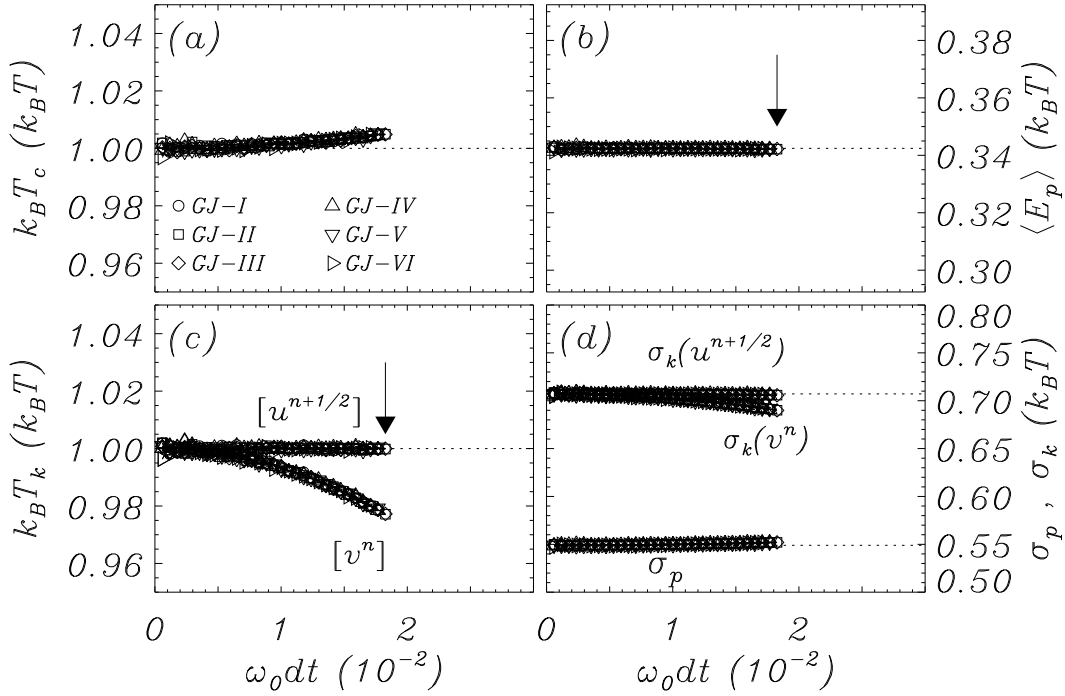 (a)
k_B T_c (k_B T)
1.04
1.02
1.00
0.98
0.96
GJ-I
GJ-II
GJ-III
GJ-IV
GJ-V
GJ-VI
(b)
0.38
0.36
0.34
0.32
0.30
⟨E_p⟩ (k_B T)
(c)
k_B T_k (k_B T)
1.04
1.02
1.00
0.98
0.96
[u^{n+1/2}]
[v^n]
0 1 2
ω_0 dt (10^{-2})
(d)
σ_k(u^{n+1/2})
σ_k(v^n)
σ_p
0.80
0.75
0.70
0.65
0.60
0.55
0.50
σ_p , σ_k (k_B T)
0 1 2
ω_0 dt (10^{-2})